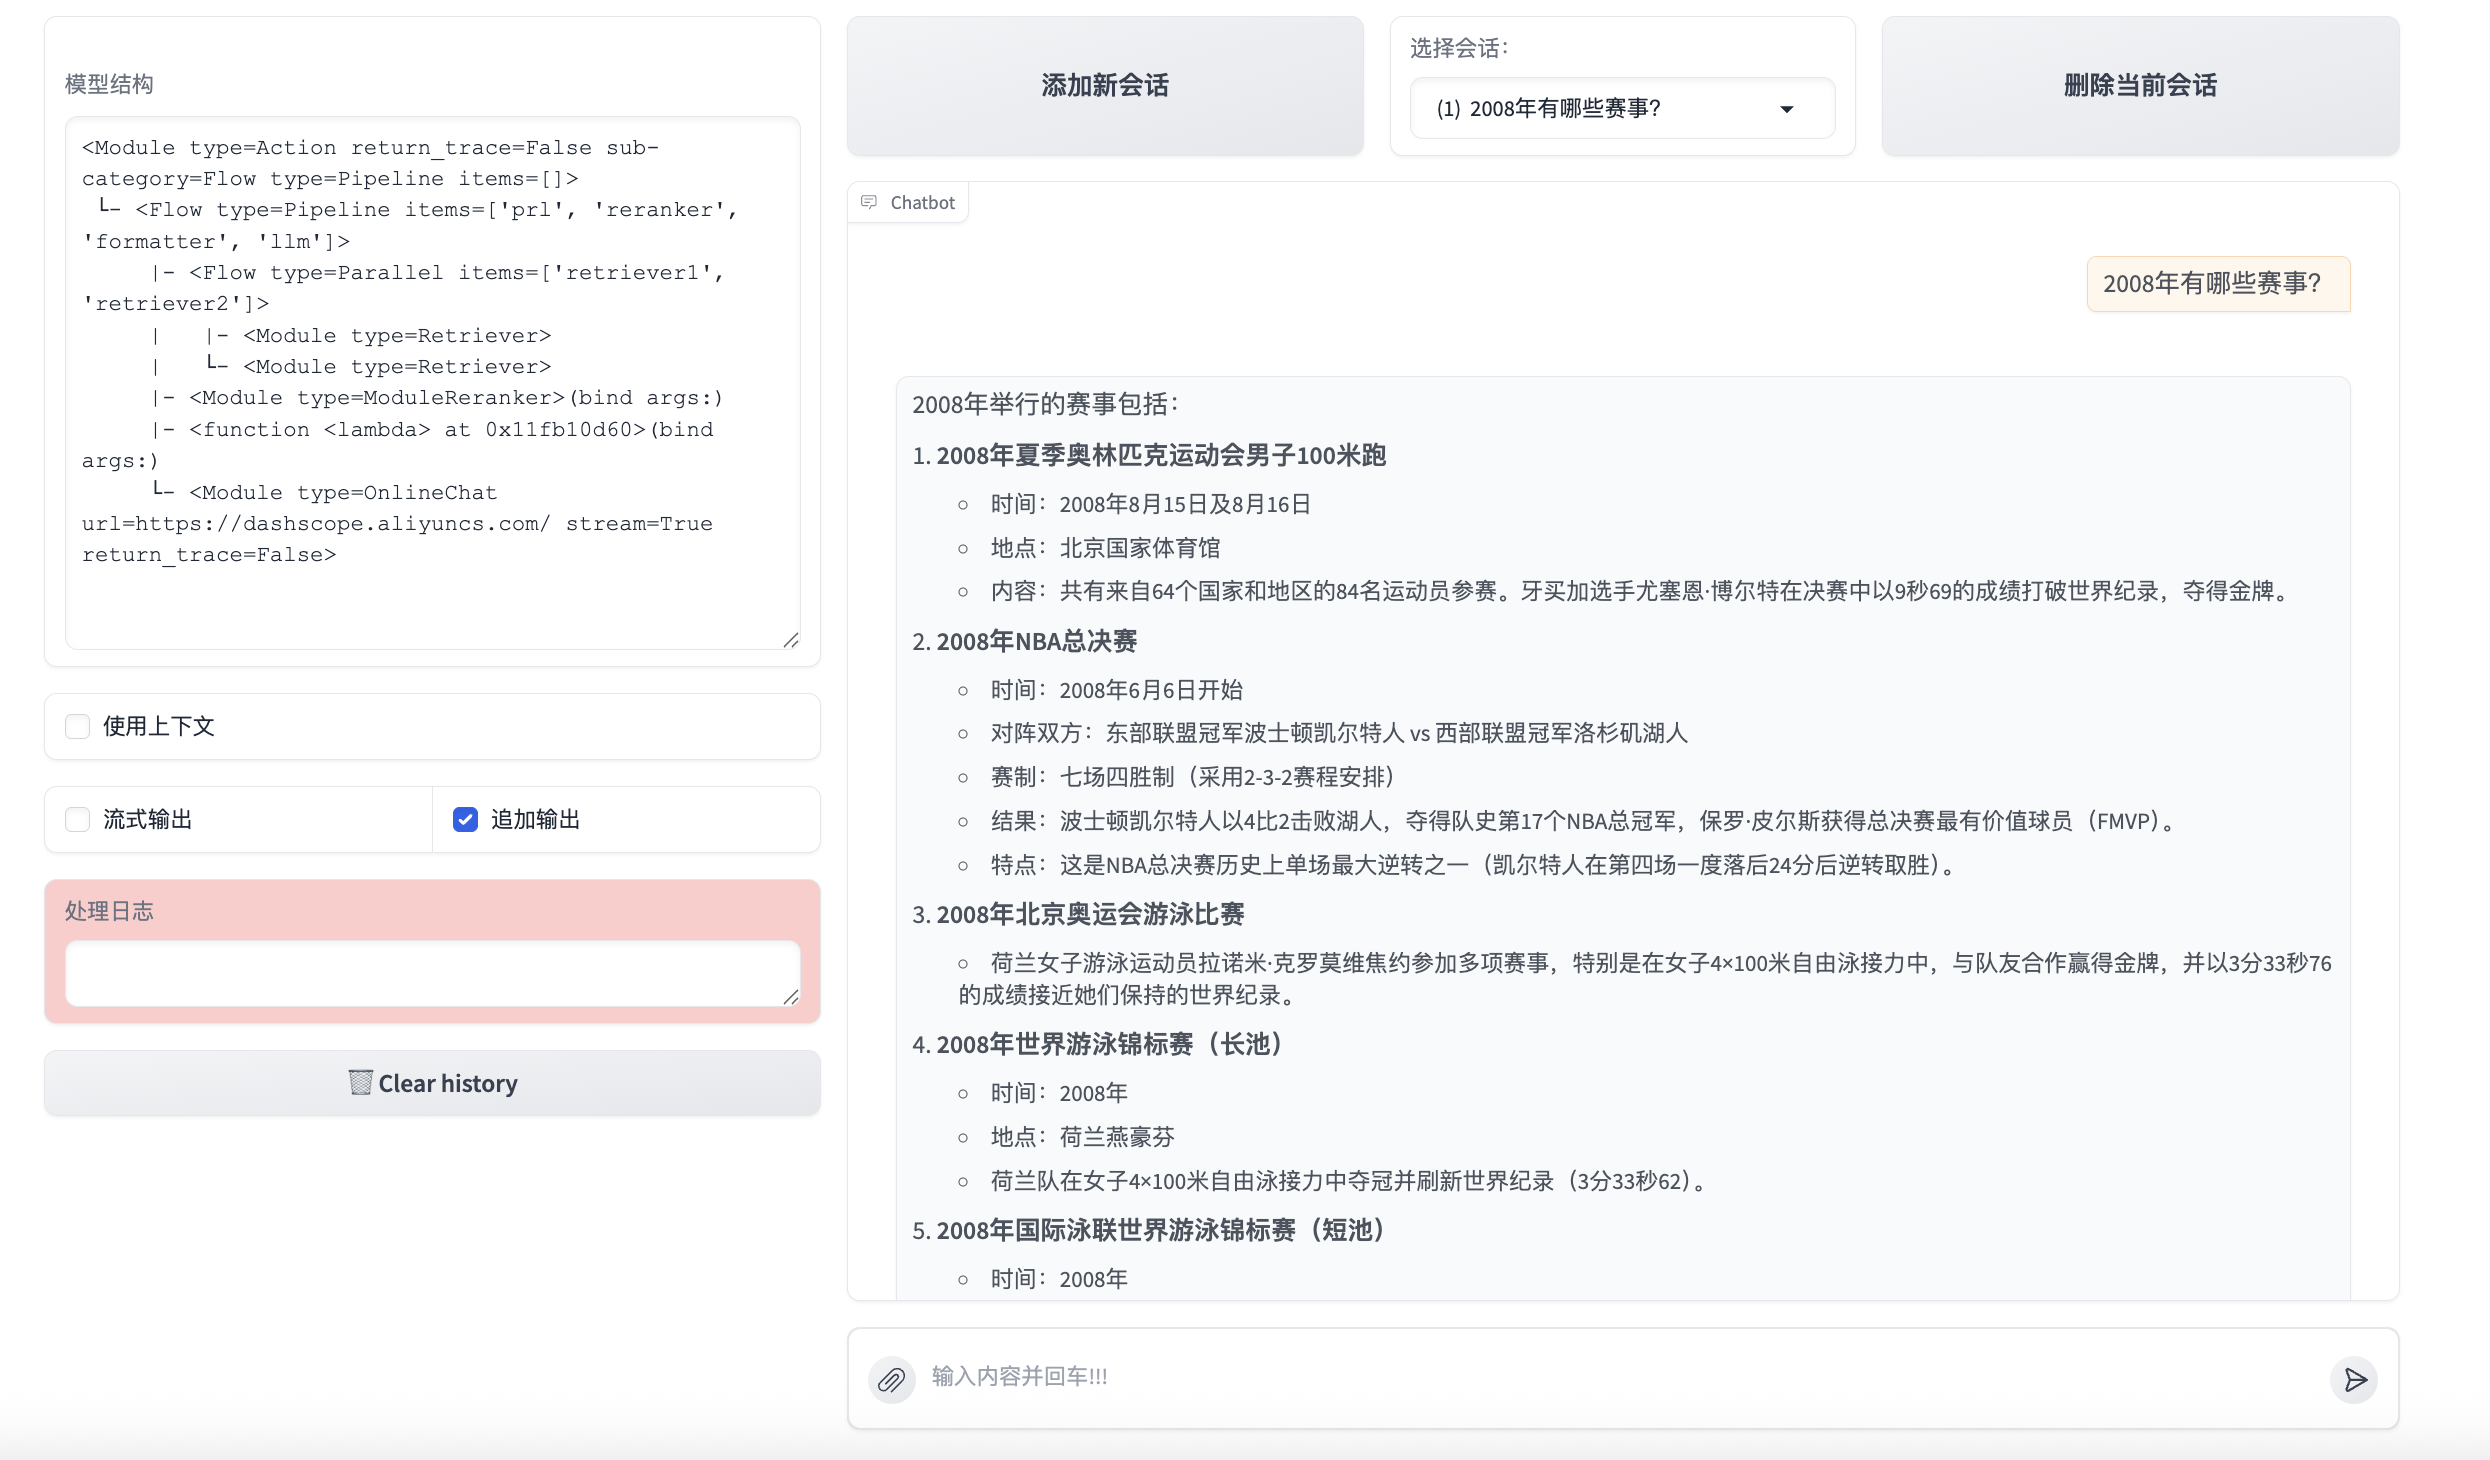 模型结构
<Module type=Action return_trace=False sub-
category=Flow type=Pipeline items=[]>
└- <Flow type=Pipeline items=['prl', 'reranker',
'formatter', 'llm']>
|- <Flow type=Parallel items=['retriever1',
'retriever2']>
| |- <Module type=Retriever>
| └- <Module type=Retriever>
|- <Module type=ModuleReranker>(bind args:)
|- <function <lambda> at 0x11fb10d60>(bind
args:)
└- <Module type=OnlineChat
url=https://dashscope.aliyuncs.com/ stream=True
return_trace=False>
使用上下文
流式输出
追加输出
处理日志
Clear history
添加新会话
选择会话：
(1) 2008年有哪些赛事?
删除当前会话
Chatbot
2008年有哪些赛事?
2008年举行的赛事包括：
1. 2008年夏季奥林匹克运动会男子100米跑
时间：2008年8月15日及8月16日
地点：北京国家体育馆
内容：共有来自64个国家和地区的84名运动员参赛。牙买加选手尤塞恩·博尔特在决赛中以9秒69的成绩打破世界纪录，夺得金牌。
2. 2008年NBA总决赛
时间：2008年6月6日开始
对阵双方：东部联盟冠军波士顿凯尔特人 vs 西部联盟冠军洛杉矶湖人
赛制：七场四胜制（采用2-3-2赛程安排）
结果：波士顿凯尔特人以4比2击败湖人，夺得队史第17个NBA总冠军，保罗·皮尔斯获得总决赛最有价值球员（FMVP）。
特点：这是NBA总决赛历史上单场最大逆转之一（凯尔特人在第四场一度落后24分后逆转取胜）。
3. 2008年北京奥运会游泳比赛
荷兰女子游泳运动员拉诺米·克罗莫维焦约参加多项赛事，特别是在女子4×100米自由泳接力中，与队友合作赢得金牌，并以3分33秒76
的成绩接近她们保持的世界纪录。
4. 2008年世界游泳锦标赛（长池）
时间：2008年
地点：荷兰燕豪芬
荷兰队在女子4×100米自由泳接力中夺冠并刷新世界纪录（3分33秒62）。
5. 2008年国际泳联世界游泳锦标赛（短池）
时间：2008年
输入内容并回车!!!